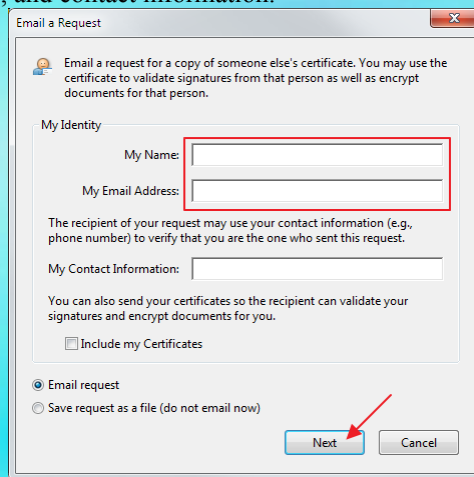 , and contact information.
Email a Request
Email a request for a copy of someone else's certificate. You may use the
certificate to validate signatures from that person as well as encrypt
documents for that person.
My Identity
My Name:
My Email Address:
The recipient of your request may use your contact information (e.g.,
phone number) to verify that you are the one who sent this request.
My Contact Information:
You can also send your certificates so the recipient can validate your
signatures and encrypt documents for you.
Include my Certificates
Email request
Save request as a file (do not email now)
Next
Cancel